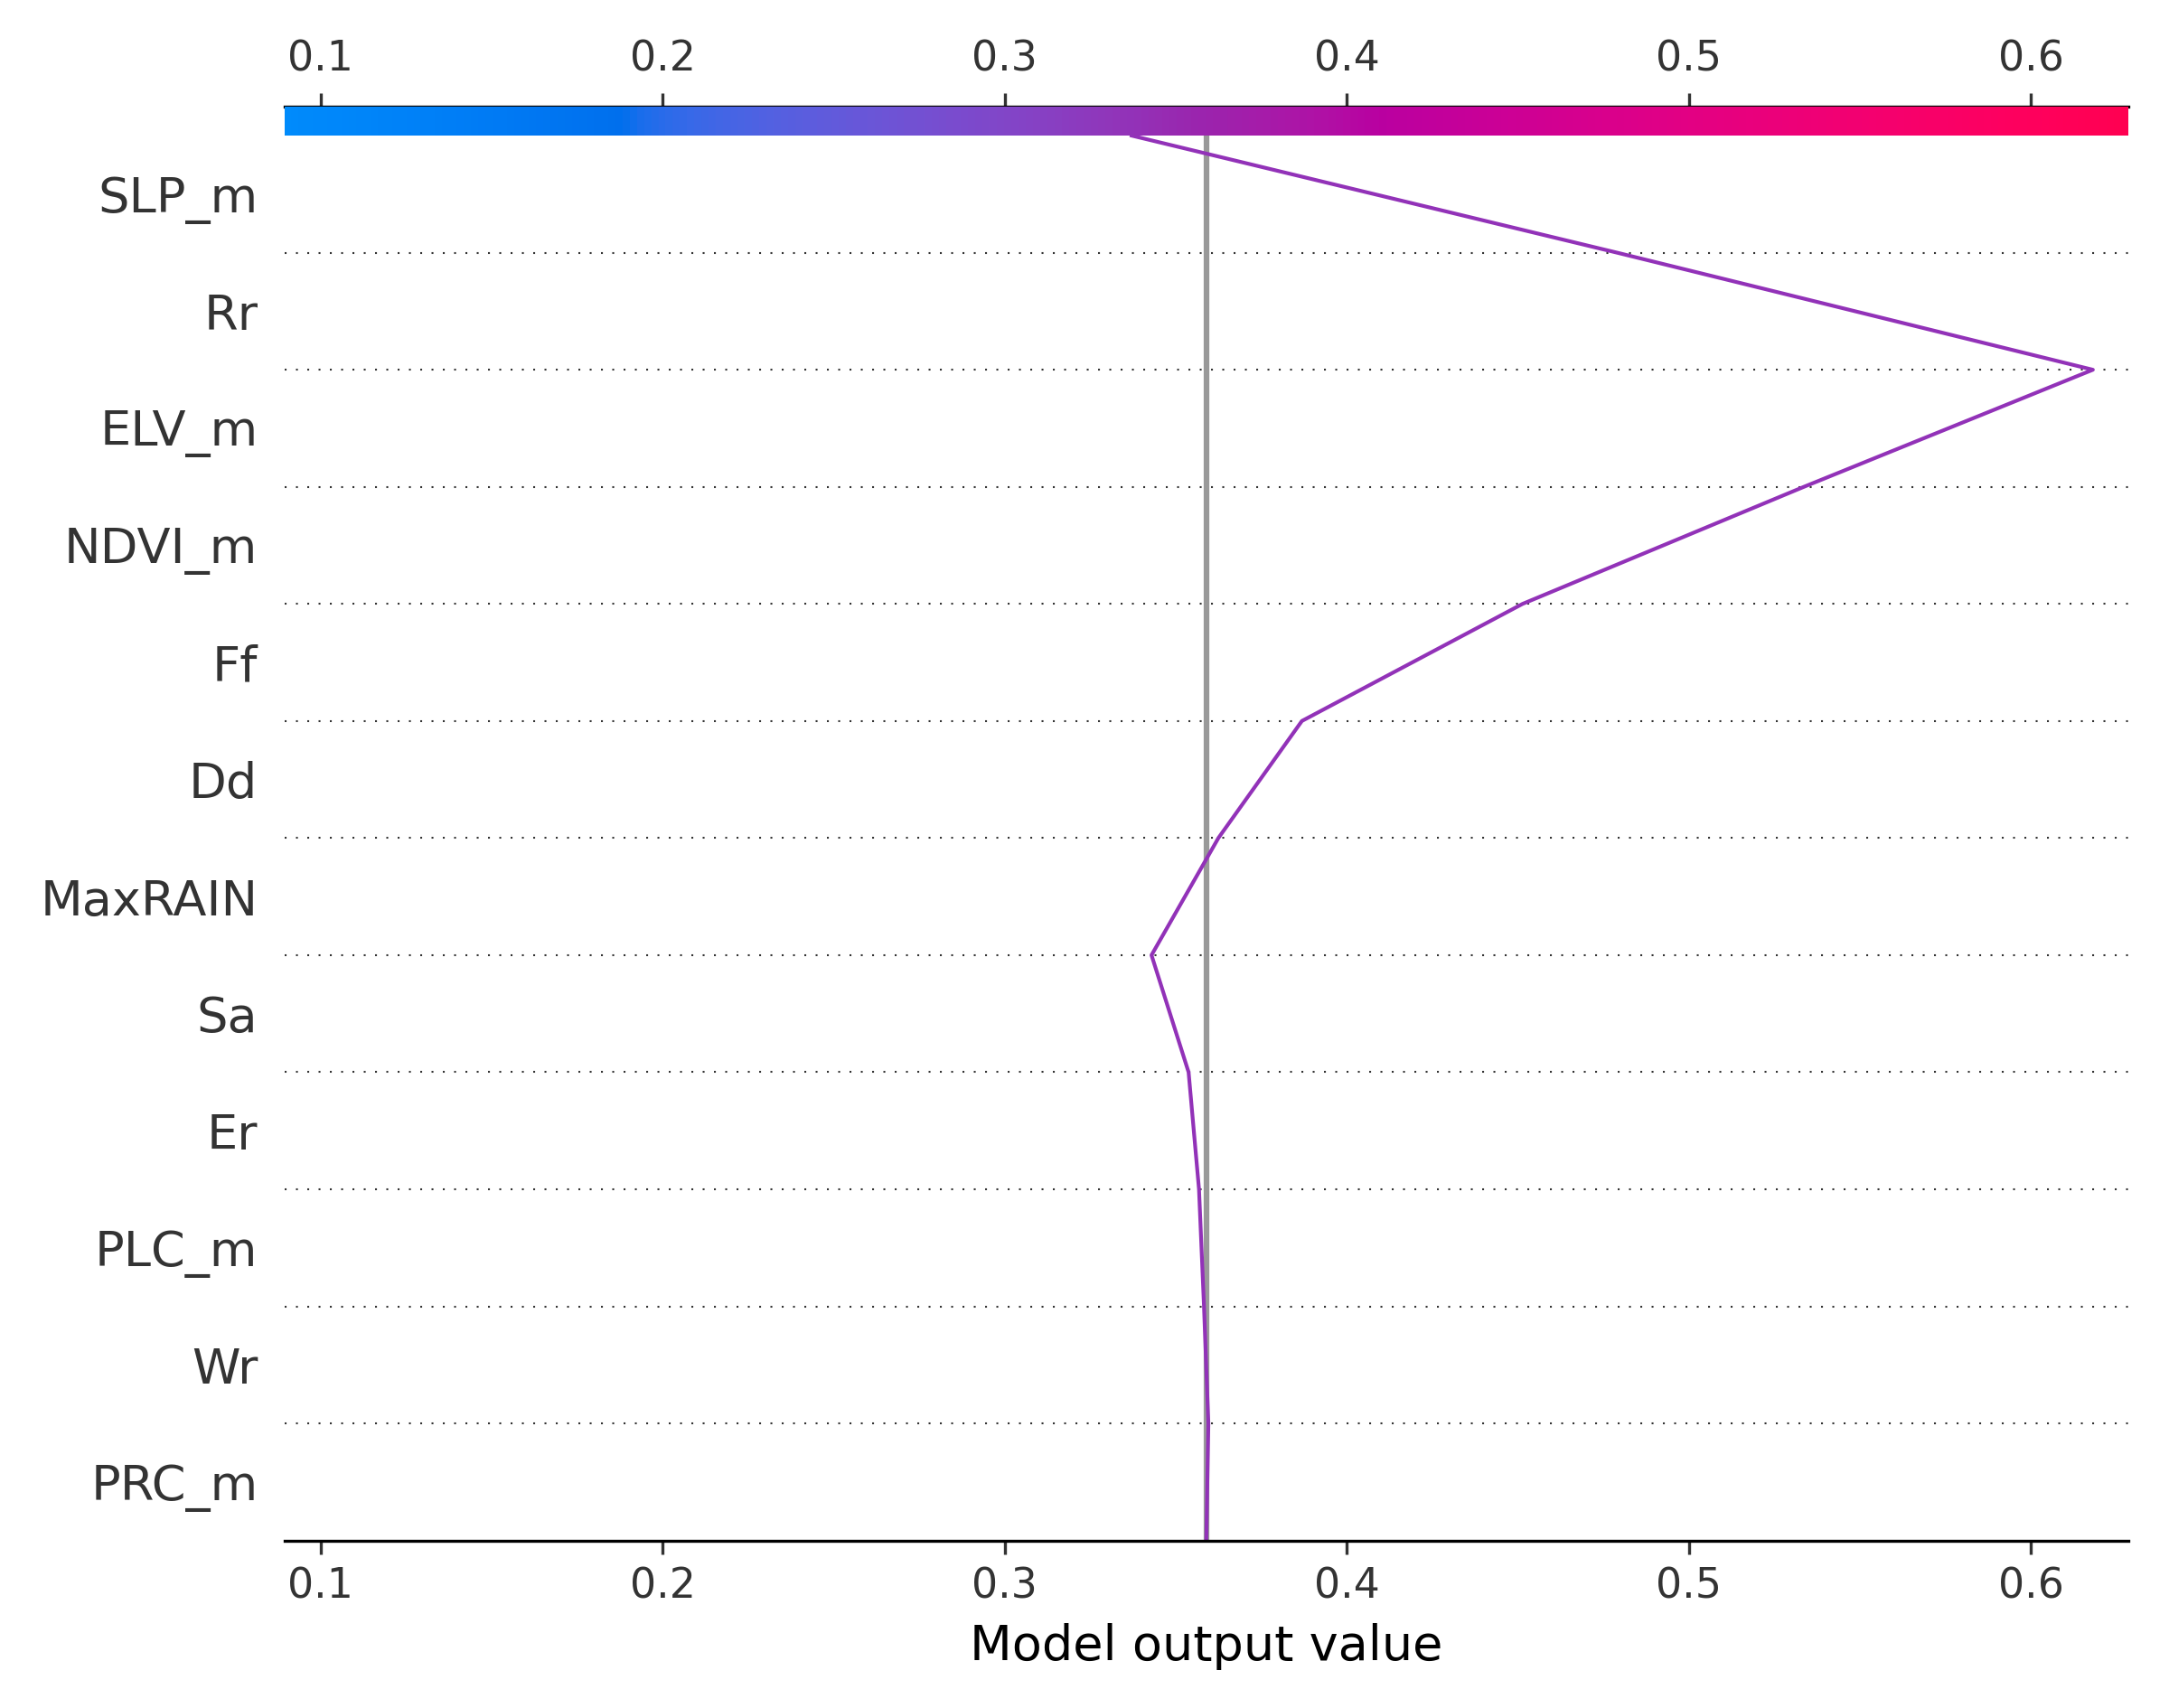 0.1 0.2 0.3 0.4 0.5 0.6
SLP_m
Rr
ELV_m
NDVI_m
Ff
Dd
MaxRAIN
Sa
Er
PLC_m
Wr
PRC_m
0.1 0.2 0.3 0.4 0.5 0.6
Model output value